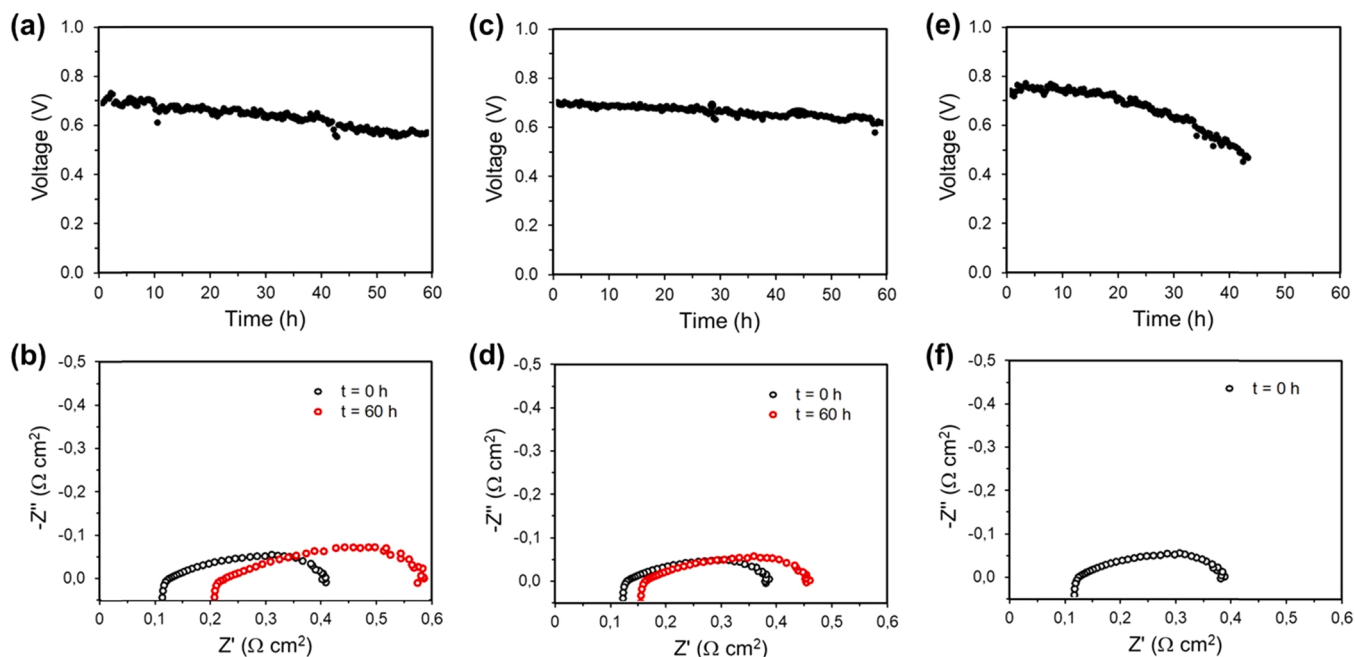 (a)
1.0
0.8
0.6
0.4
0.2
0.0
Voltage (V)
0 10 20 30 40 50 60
Time (h)
(c)
1.0
0.8
0.6
0.4
0.2
0.0
Voltage (V)
0 10 20 30 40 50 60
Time (h)
(e)
1.0
0.8
0.6
0.4
0.2
0.0
Voltage (V)
0 10 20 30 40 50 60
Time (h)
(b)
-0,5
-0,4
-0,3
-0,2
-0,1
0,0
-Z'' (Ω cm²)
t = 0 h
t = 60 h
0 0,1 0,2 0,3 0,4 0,5 0,6
Z' (Ω cm²)
(d)
-0,5
-0,4
-0,3
-0,2
-0,1
0,0
-Z'' (Ω cm²)
t = 0 h
t = 60 h
0 0,1 0,2 0,3 0,4 0,5 0,6
Z' (Ω cm²)
(f)
-0,5
-0,4
-0,3
-0,2
-0,1
0,0
-Z'' (Ω cm²)
t = 0 h
0 0,1 0,2 0,3 0,4 0,5 0,6
Z' (Ω cm²)